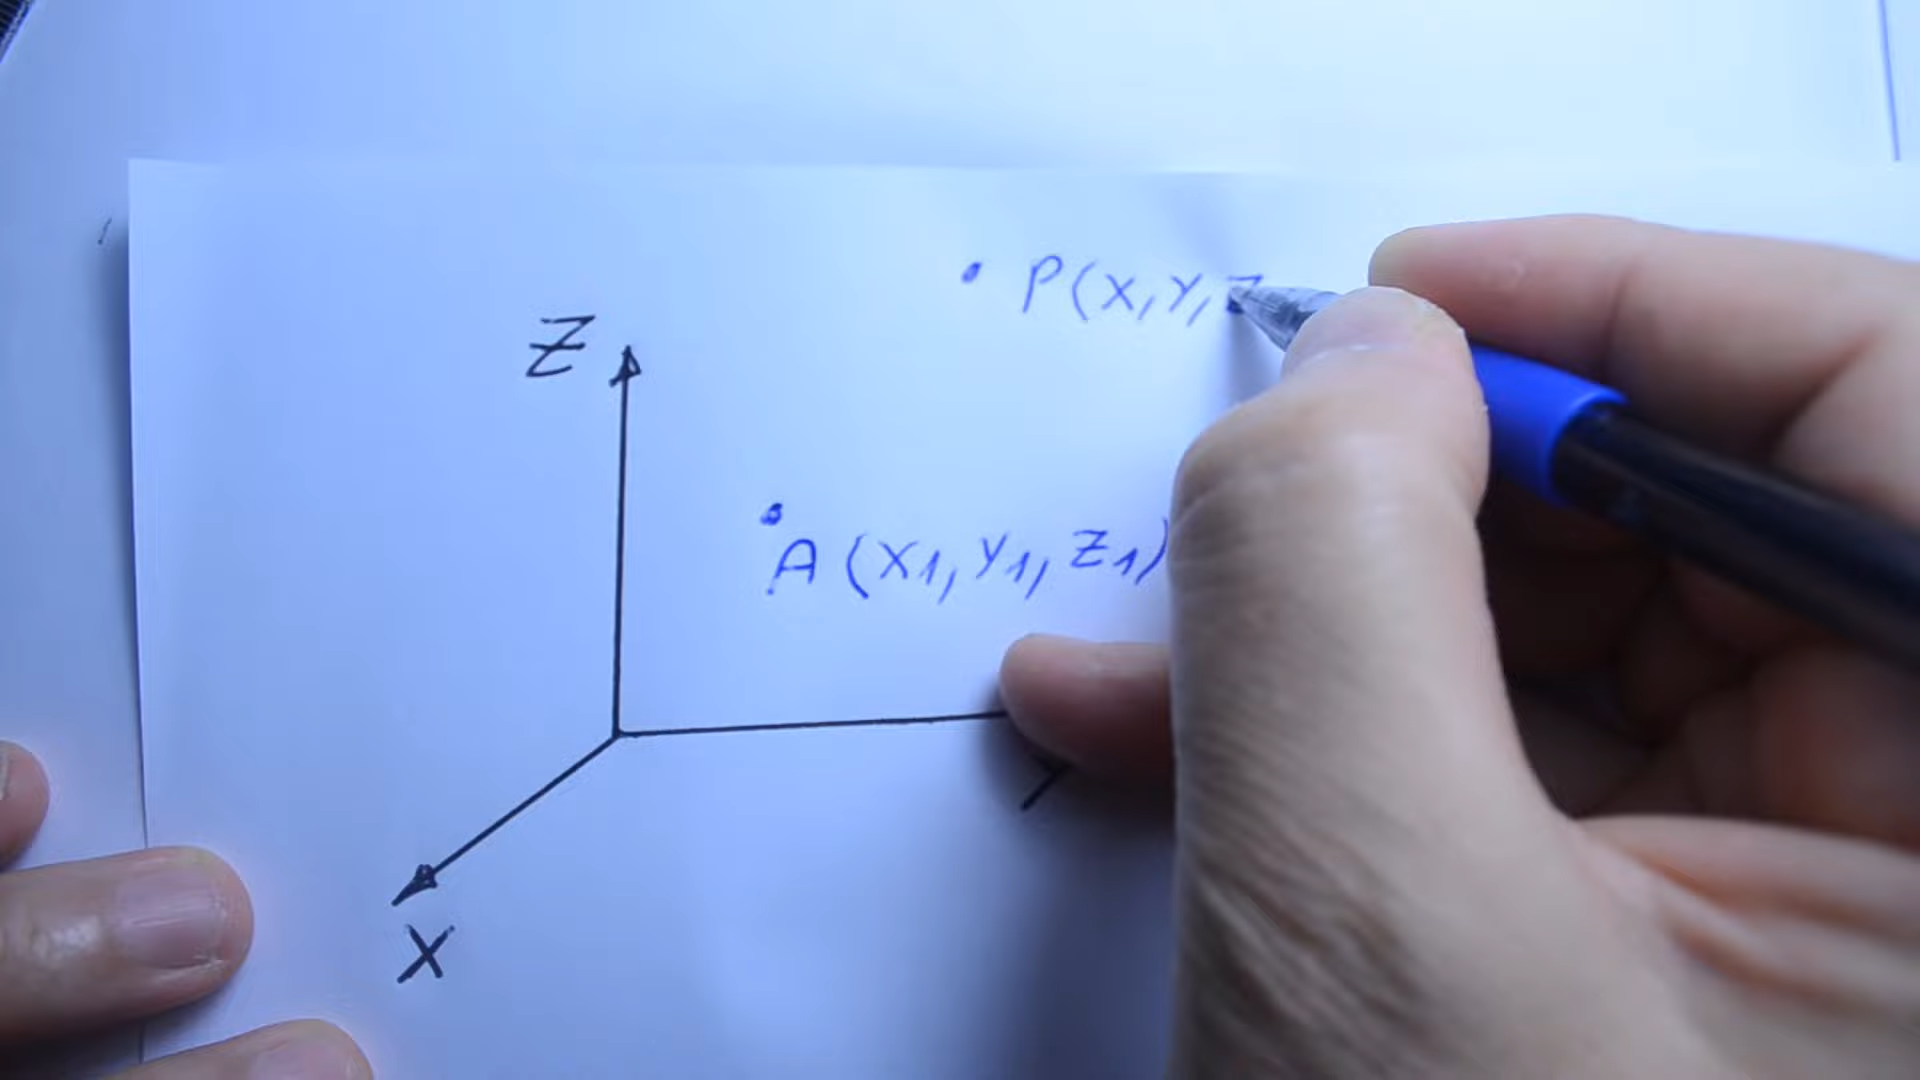 P(X,Y,Z
Z
A (X1, Y1, Z1)
Y
X